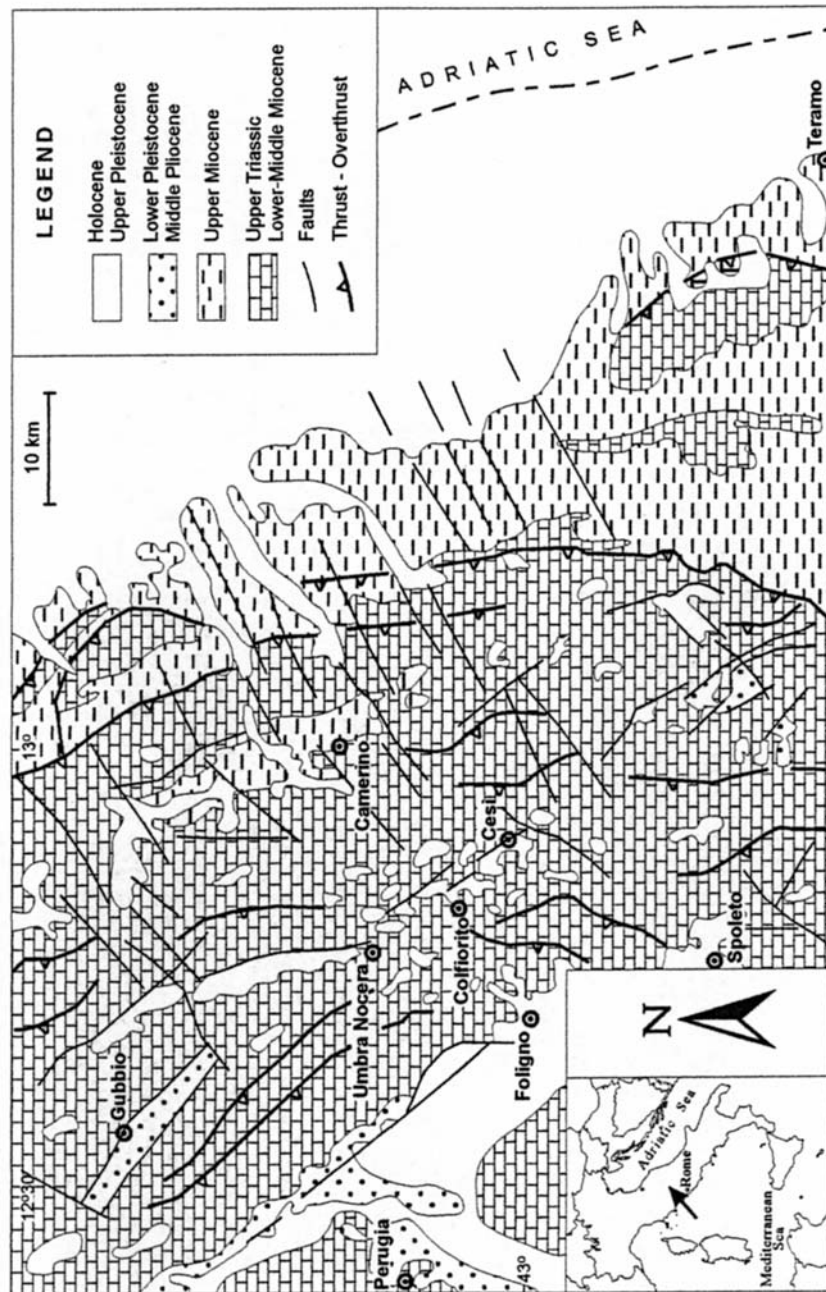 LEGEND
Holocene
Upper Pleistocene
Lower Pleistocene
Middle Pliocene
Upper Miocene
Upper Triassic
Lower-Middle Miocene
Faults
Thrust - Overthrust
ADRIATIC SEA
10 km
13°
12°30'
43°
Gubbio
Camerino
Umbra Nocera
Colfiorito
Cesi
Perugia
Foligno
Spoleto
Teramo
N
Adriatic Sea
Rome
Mediterranean
Sea